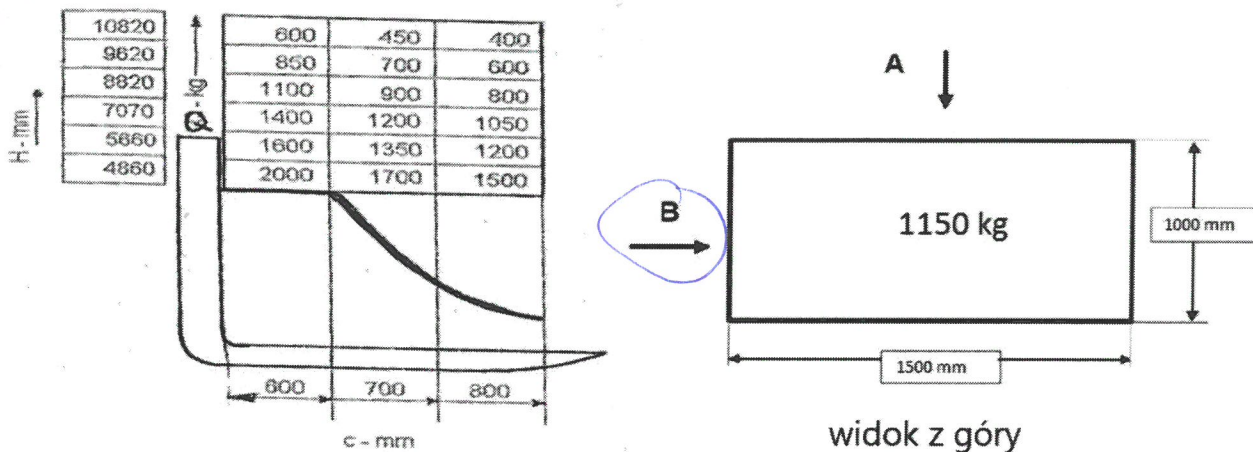 10820
9620
8820
7070
5660
4860
H - mm
Q - kg
600 450 400
850 700 600
1100 900 800
1400 1200 1050
1600 1350 1200
2000 1700 1500
600 700 800
c - mm
A
B
1150 kg
1000 mm
1500 mm
widok z góry